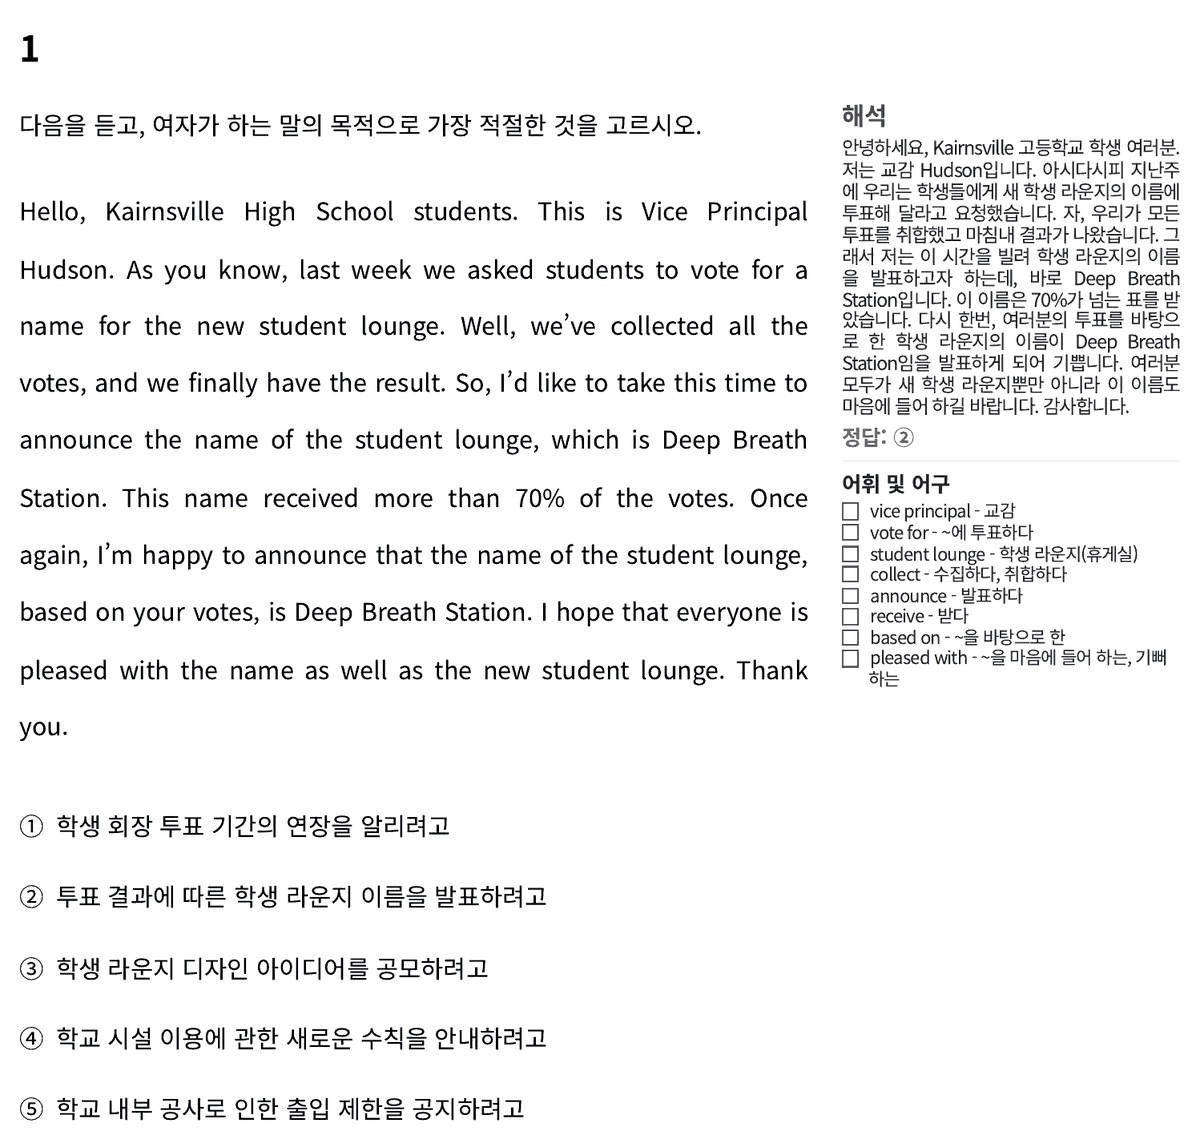 1
다음을 듣고, 여자가 하는 말의 목적으로 가장 적절한 것을 고르시오.
Hello, Kairnsville High School students. This is Vice Principal
Hudson. As you know, last week we asked students to vote for a
name for the new student lounge. Well, we’ve collected all the
votes, and we finally have the result. So, I’d like to take this time to
announce the name of the student lounge, which is Deep Breath
Station. This name received more than 70% of the votes. Once
again, I’m happy to announce that the name of the student lounge,
based on your votes, is Deep Breath Station. I hope that everyone is
pleased with the name as well as the new student lounge. Thank
you.
① 학생 회장 투표 기간의 연장을 알리려고
② 투표 결과에 따른 학생 라운지 이름을 발표하려고
③ 학생 라운지 디자인 아이디어를 공모하려고
④ 학교 시설 이용에 관한 새로운 수칙을 안내하려고
⑤ 학교 내부 공사로 인한 출입 제한을 공지하려고
해석
안녕하세요, Kairnsville 고등학교 학생 여러분.
저는 교감 Hudson입니다. 아시다시피 지난주
에 우리는 학생들에게 새 학생 라운지의 이름에
투표해 달라고 요청했습니다. 자, 우리가 모든
투표를 취합했고 마침내 결과가 나왔습니다. 그
래서 저는 이 시간을 빌려 학생 라운지의 이름
을 발표하고자 하는데, 바로 Deep Breath
Station입니다. 이 이름은 70%가 넘는 표를 받
았습니다. 다시 한번, 여러분의 투표를 바탕으
로 한 학생 라운지의 이름이 Deep Breath
Station임을 발표하게 되어 기쁩니다. 여러분
모두가 새 학생 라운지뿐만 아니라 이 이름도
마음에 들어 하길 바랍니다. 감사합니다.
정답: ②
어휘 및 어구
□ vice principal - 교감
□ vote for - ~에 투표하다
□ student lounge - 학생 라운지(휴게실)
□ collect - 수집하다, 취합하다
□ announce - 발표하다
□ receive - 받다
□ based on - ~을 바탕으로 한
□ pleased with - ~을 마음에 들어 하는, 기뻐
하는